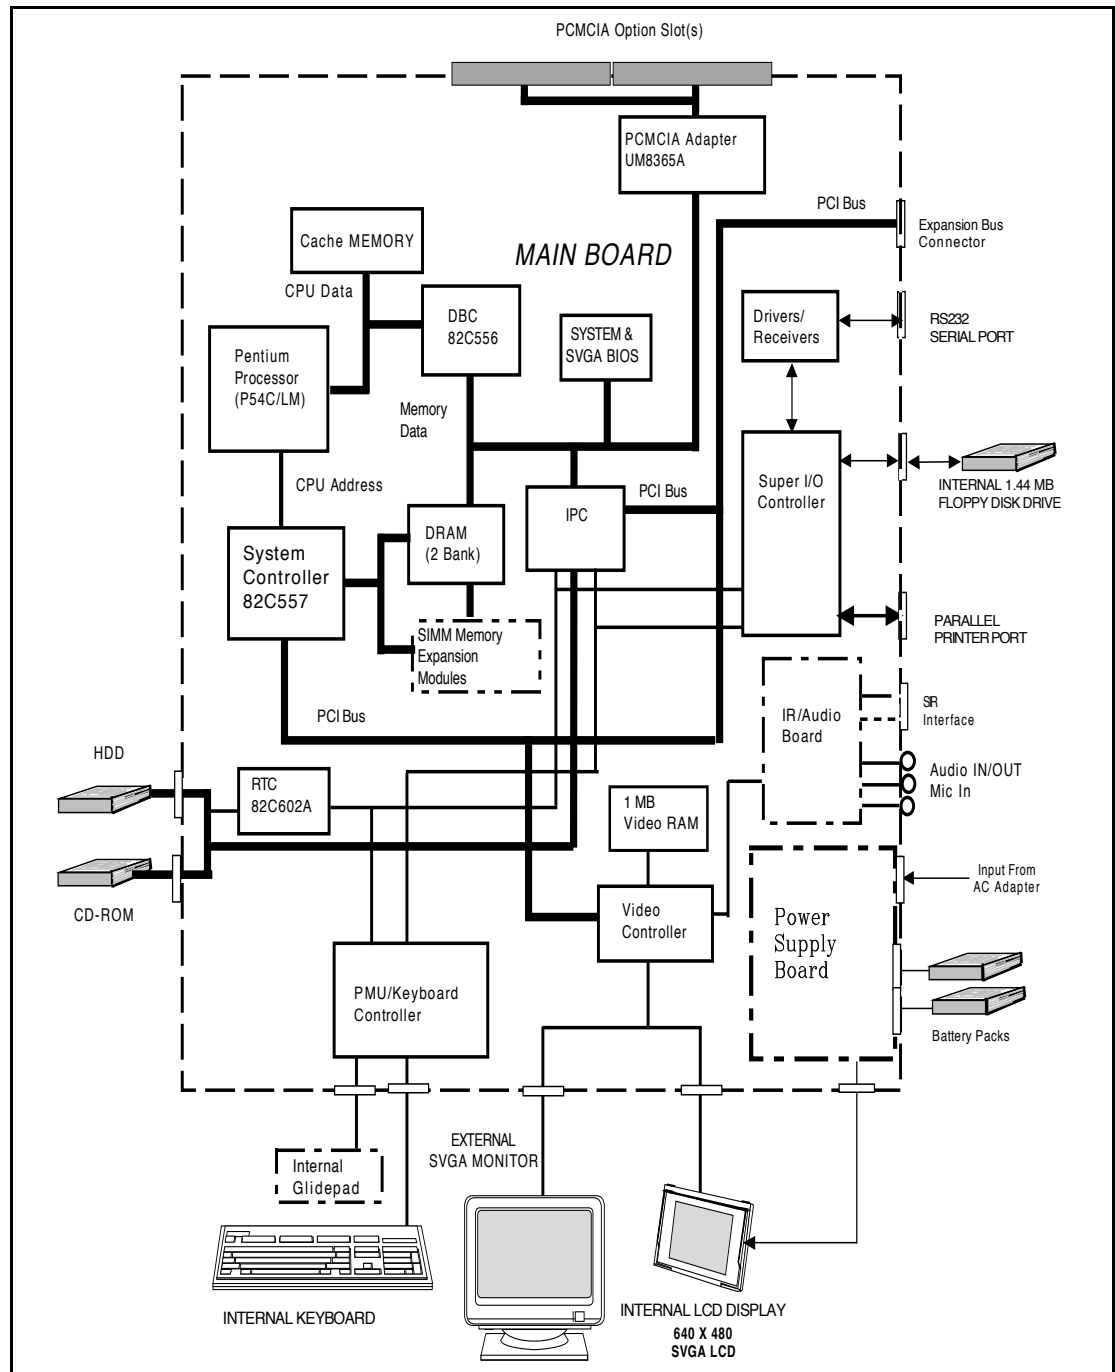 PCMCIA Option Slot(s)
PCMCIA Adapter
UM8365A
PCI Bus
Expansion Bus
Connector
Cache MEMORY
MAIN BOARD
CPU Data
DBC
82C556
SYSTEM &
SVGA BIOS
Drivers/
Receivers
RS232
SERIAL PORT
Pentium
Processor
(P54C/LM)
Memory
Data
CPU Address
Super I/O
Controller
INTERNAL 1.44 MB
FLOPPY DISK DRIVE
PCI Bus
IPC
DRAM
(2 Bank)
System
Controller
82C557
SIMM Memory
Expansion
Modules
PARALLEL
PRINTER PORT
PCI Bus
IR/Audio
Board
SIR
Interface
HDD
RTC
82C602A
1 MB
Video RAM
Audio IN/OUT
Mic In
CD-ROM
Video
Controller
Power
Supply
Board
Input From
AC Adapter
PMU/Keyboard
Controller
Battery Packs
EXTERNAL
SVGA MONITOR
Internal
Glidepad
INTERNAL KEYBOARD
INTERNAL LCD DISPLAY
640 X 480
SVGA LCD